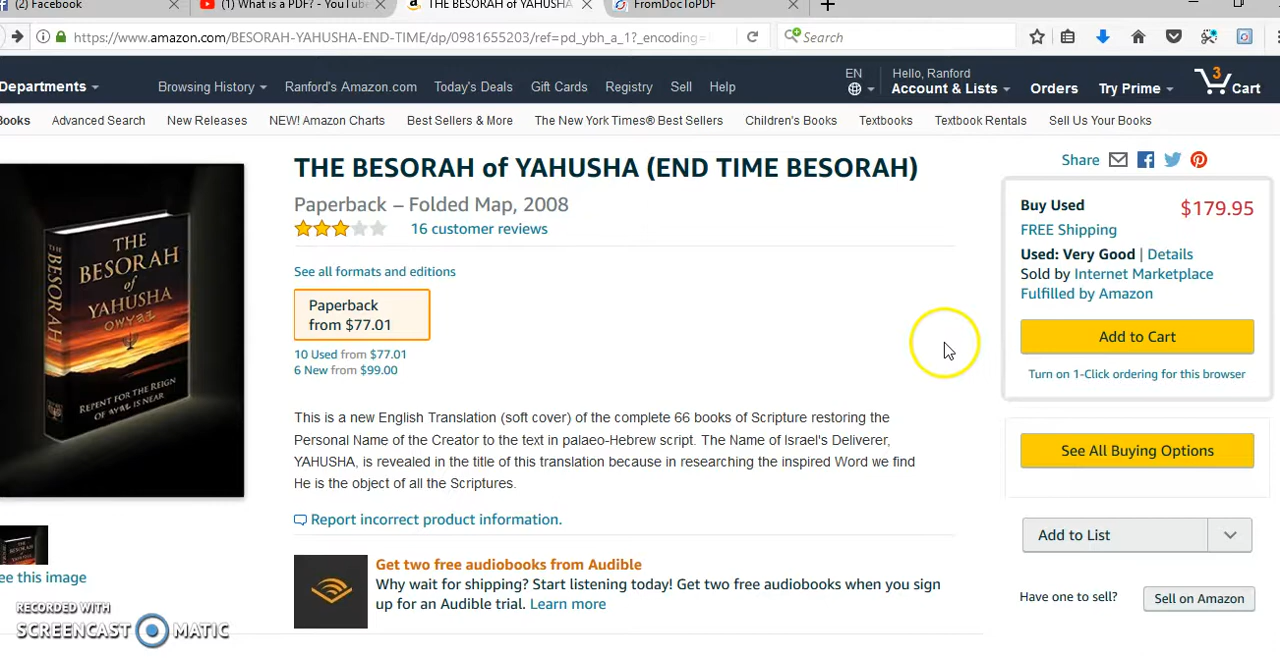 (2) Facebook
What is a PDF? - YouTube
THE BESORAH of YAHUSHA
FromDocToPDF
https://www.amazon.com/BESORAH-YAHUSHA-END-TIME/dp/0981655203/ref=pd_ybh_a_1?_encoding=
Search
Departments
Browsing History
Ranford's Amazon.com
Today's Deals
Gift Cards
Registry
Sell
Help
EN
Hello, Ranford
Account & Lists
Orders
Try Prime
3
Cart
Books
Advanced Search
New Releases
NEW! Amazon Charts
Best Sellers & More
The New York Times® Best Sellers
Children's Books
Textbooks
Textbook Rentals
Sell Us Your Books
THE BESORAH of YAHUSHA (END TIME BESORAH)
Paperback – Folded Map, 2008
16 customer reviews
See all formats and editions
Paperback
from $77.01
10 Used from $77.01
6 New from $99.00
This is a new English Translation (soft cover) of the complete 66 books of Scripture restoring the
Personal Name of the Creator to the text in palaeo-Hebrew script. The Name of Israel's Deliverer,
YAHUSHA, is revealed in the title of this translation because in researching the inspired Word we find
He is the object of all the Scriptures.
Report incorrect product information.
Get two free audiobooks from Audible
Why wait for shipping? Start listening today! Get two free audiobooks when you sign
up for an Audible trial. Learn more
THE
BESORAH
of
YAHUSHA
REPENT FOR THE REIGN
OF
IS NEAR
THE BESORAH of YAHUSHA
ee this image
RECORDED WITH
SCREENCAST MATIC
Share
Buy Used
$179.95
FREE Shipping
Used: Very Good | Details
Sold by Internet Marketplace
Fulfilled by Amazon
Add to Cart
Turn on 1-Click ordering for this browser
See All Buying Options
Add to List
Have one to sell?
Sell on Amazon